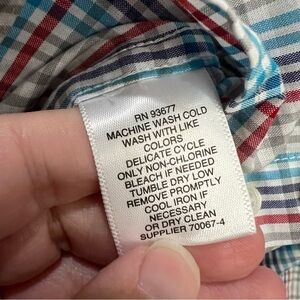 RN 93677
MACHINE WASH COLD
WASH WITH LIKE
COLORS
DELICATE CYCLE
ONLY NON-CHLORINE
BLEACH IF NEEDED
TUMBLE DRY LOW
REMOVE PROMPTLY
COOL IRON IF
NECESSARY
OR DRY CLEAN
SUPPLIER 70067-4